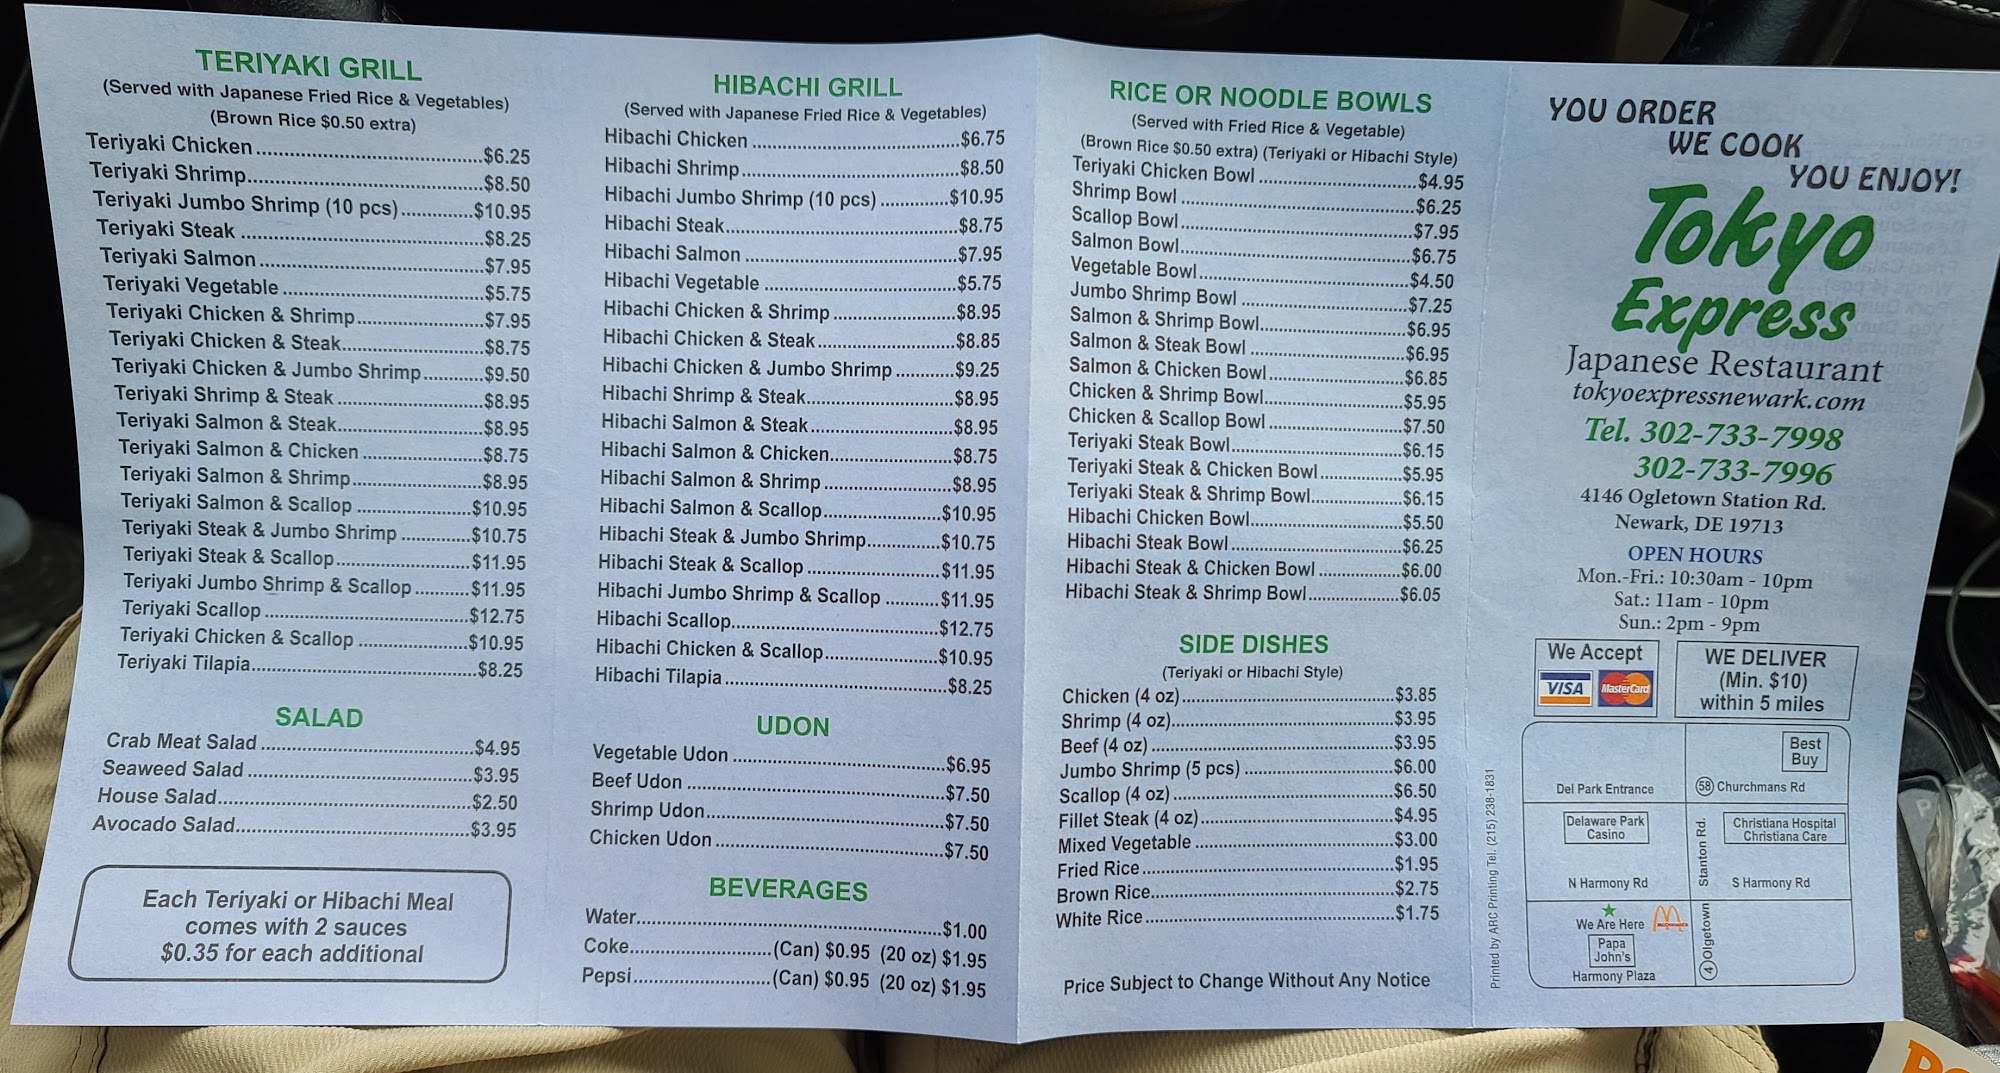 TERIYAKI GRILL
(Served with Japanese Fried Rice & Vegetables)
(Brown Rice $0.50 extra)
Teriyaki Chicken $6.25
Teriyaki Shrimp $8.50
Teriyaki Jumbo Shrimp (10 pcs) $10.95
Teriyaki Steak $8.25
Teriyaki Salmon $7.95
Teriyaki Vegetable $5.75
Teriyaki Chicken & Shrimp $7.95
Teriyaki Chicken & Steak $8.75
Teriyaki Chicken & Jumbo Shrimp $9.50
Teriyaki Shrimp & Steak $8.95
Teriyaki Salmon & Steak $8.95
Teriyaki Salmon & Chicken $8.75
Teriyaki Salmon & Shrimp $8.95
Teriyaki Salmon & Scallop $10.95
Teriyaki Steak & Jumbo Shrimp $10.75
Teriyaki Steak & Scallop $11.95
Teriyaki Jumbo Shrimp & Scallop $11.95
Teriyaki Scallop $12.75
Teriyaki Chicken & Scallop $10.95
Teriyaki Tilapia $8.25
SALAD
Crab Meat Salad $4.95
Seaweed Salad $3.95
House Salad $2.50
Avocado Salad $3.95
Each Teriyaki or Hibachi Meal
comes with 2 sauces
$0.35 for each additional
HIBACHI GRILL
(Served with Japanese Fried Rice & Vegetables)
Hibachi Chicken $6.75
Hibachi Shrimp $8.50
Hibachi Jumbo Shrimp (10 pcs) $10.95
Hibachi Steak $8.75
Hibachi Salmon $7.95
Hibachi Vegetable $5.75
Hibachi Chicken & Shrimp $8.95
Hibachi Chicken & Steak $8.85
Hibachi Chicken & Jumbo Shrimp $9.25
Hibachi Shrimp & Steak $8.95
Hibachi Salmon & Steak $8.95
Hibachi Salmon & Chicken $8.75
Hibachi Salmon & Shrimp $8.95
Hibachi Salmon & Scallop $10.95
Hibachi Steak & Jumbo Shrimp $10.75
Hibachi Steak & Scallop $11.95
Hibachi Jumbo Shrimp & Scallop $11.95
Hibachi Scallop $12.75
Hibachi Chicken & Scallop $10.95
Hibachi Tilapia $8.25
UDON
Vegetable Udon $6.95
Beef Udon $7.50
Shrimp Udon $7.50
Chicken Udon $7.50
BEVERAGES
Water $1.00
Coke (Can) $0.95 (20 oz) $1.95
Pepsi (Can) $0.95 (20 oz) $1.95
RICE OR NOODLE BOWLS
(Served with Fried Rice & Vegetable)
(Brown Rice $0.50 extra) (Teriyaki or Hibachi Style)
Teriyaki Chicken Bowl $4.95
Shrimp Bowl $6.25
Scallop Bowl $7.95
Salmon Bowl $6.75
Vegetable Bowl $4.50
Jumbo Shrimp Bowl $7.25
Salmon & Shrimp Bowl $6.95
Salmon & Steak Bowl $6.95
Salmon & Chicken Bowl $6.85
Chicken & Shrimp Bowl $5.95
Chicken & Scallop Bowl $7.50
Teriyaki Steak Bowl $6.15
Teriyaki Steak & Chicken Bowl $5.95
Teriyaki Steak & Shrimp Bowl $6.15
Hibachi Chicken Bowl $5.50
Hibachi Steak Bowl $6.25
Hibachi Steak & Chicken Bowl $6.00
Hibachi Steak & Shrimp Bowl $6.05
SIDE DISHES
(Teriyaki or Hibachi Style)
Chicken (4 oz) $3.85
Shrimp (4 oz) $3.95
Beef (4 oz) $3.95
Jumbo Shrimp (5 pcs) $6.00
Scallop (4 oz) $6.50
Fillet Steak (4 oz) $4.95
Mixed Vegetable $3.00
Fried Rice $1.95
Brown Rice $2.75
White Rice $1.75
Price Subject to Change Without Any Notice
Printed by ARC Printing Tel. (215) 238-1831
YOU ORDER
WE COOK
YOU ENJOY!
Tokyo
Express
Japanese Restaurant
tokyoexpressnewark.com
Tel. 302-733-7998
302-733-7996
4146 Ogletown Station Rd.
Newark, DE 19713
OPEN HOURS
Mon.-Fri.: 10:30am - 10pm
Sat.: 11am - 10pm
Sun.: 2pm - 9pm
We Accept
VISA
MasterCard
WE DELIVER
(Min. $10)
within 5 miles
Best
Buy
Del Park Entrance
58 Churchmans Rd
Delaware Park
Casino
Stanton Rd.
Christiana Hospital
Christiana Care
N Harmony Rd
S Harmony Rd
We Are Here
McDonald's
Papa
John's
Harmony Plaza
4 Olgetown